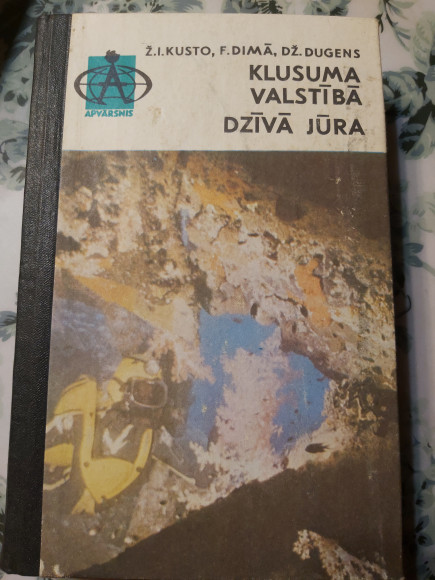 Ž.I.KUSTO, F.DIMĀ, DŽ.DUGENS
KLUSUMA
VALSTĪBĀ
DZĪVĀ JŪRA
APVĀRSNIS